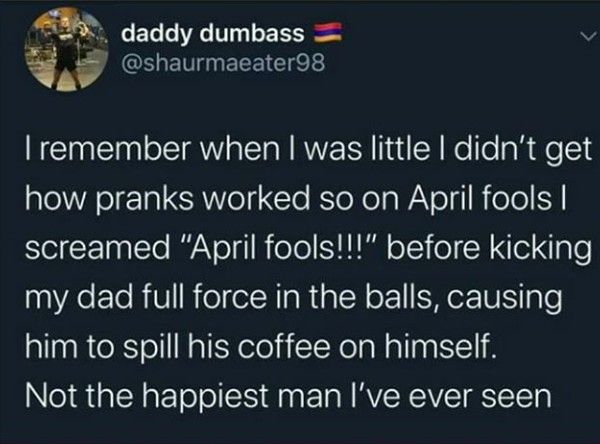 daddy dumbass 🇦🇲
@shaurmaeater98
I remember when I was little I didn't get
how pranks worked so on April fools I
screamed "April fools!!!" before kicking
my dad full force in the balls, causing
him to spill his coffee on himself.
Not the happiest man I've ever seen